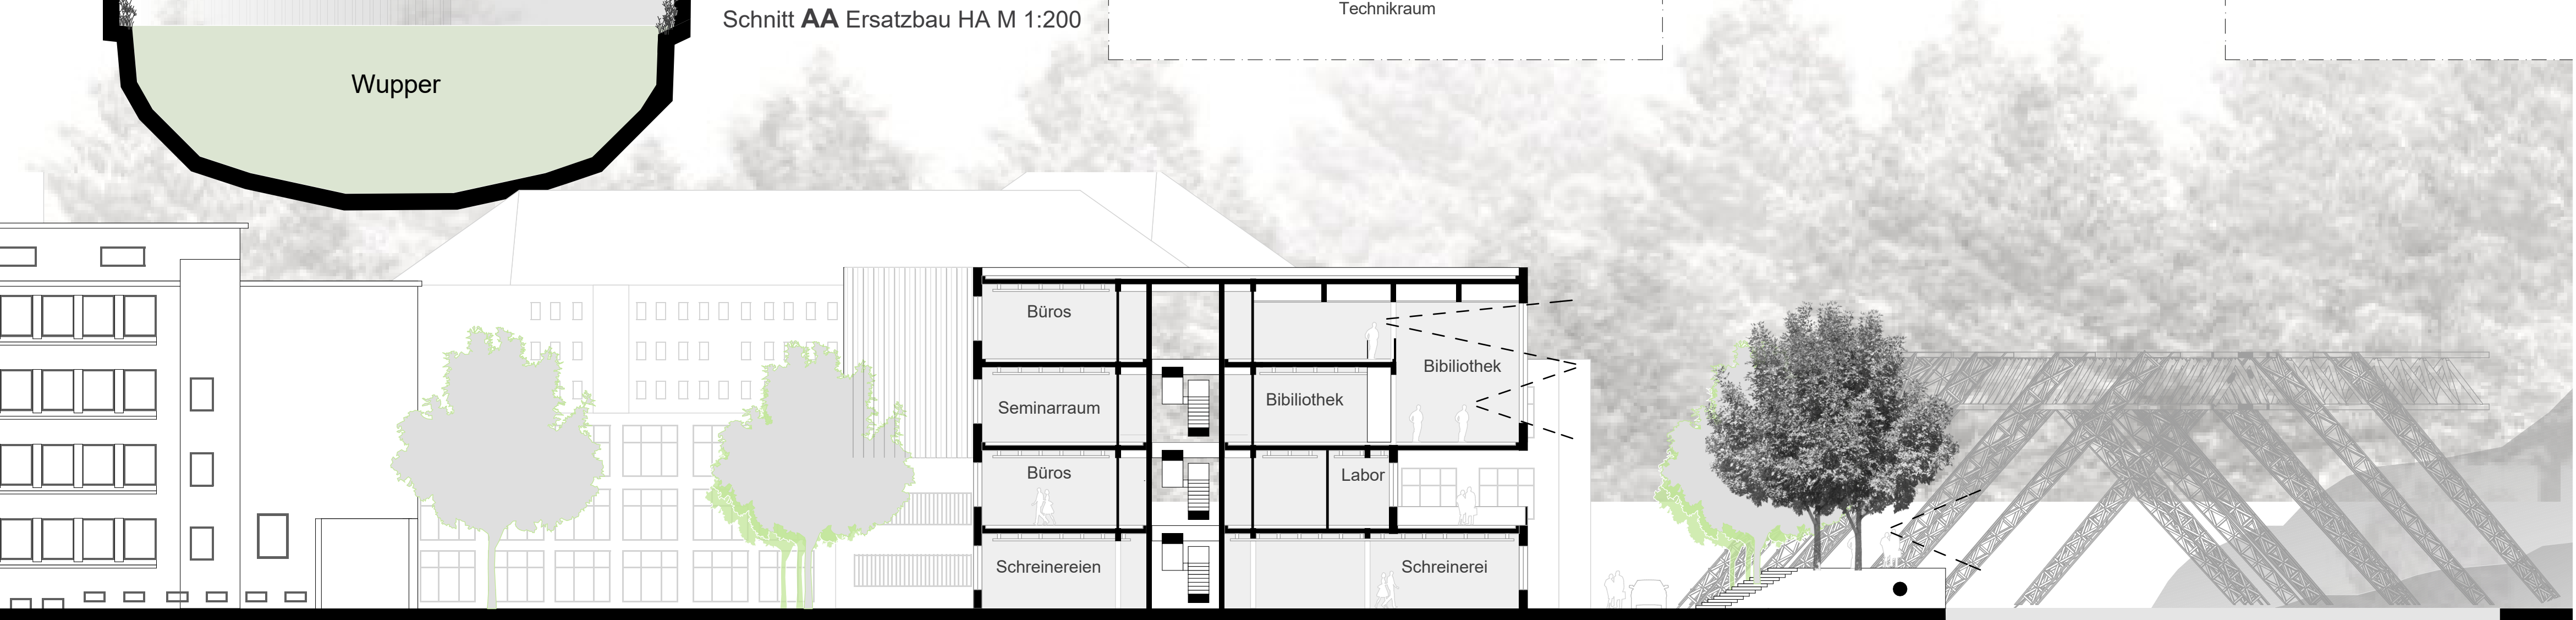 Technikraum
Schnitt AA Ersatzbau HA M 1:200
Wupper
Büros
Bibiliothek
Seminarraum
Bibiliothek
Büros
Labor
Schreinereien
Schreinerei